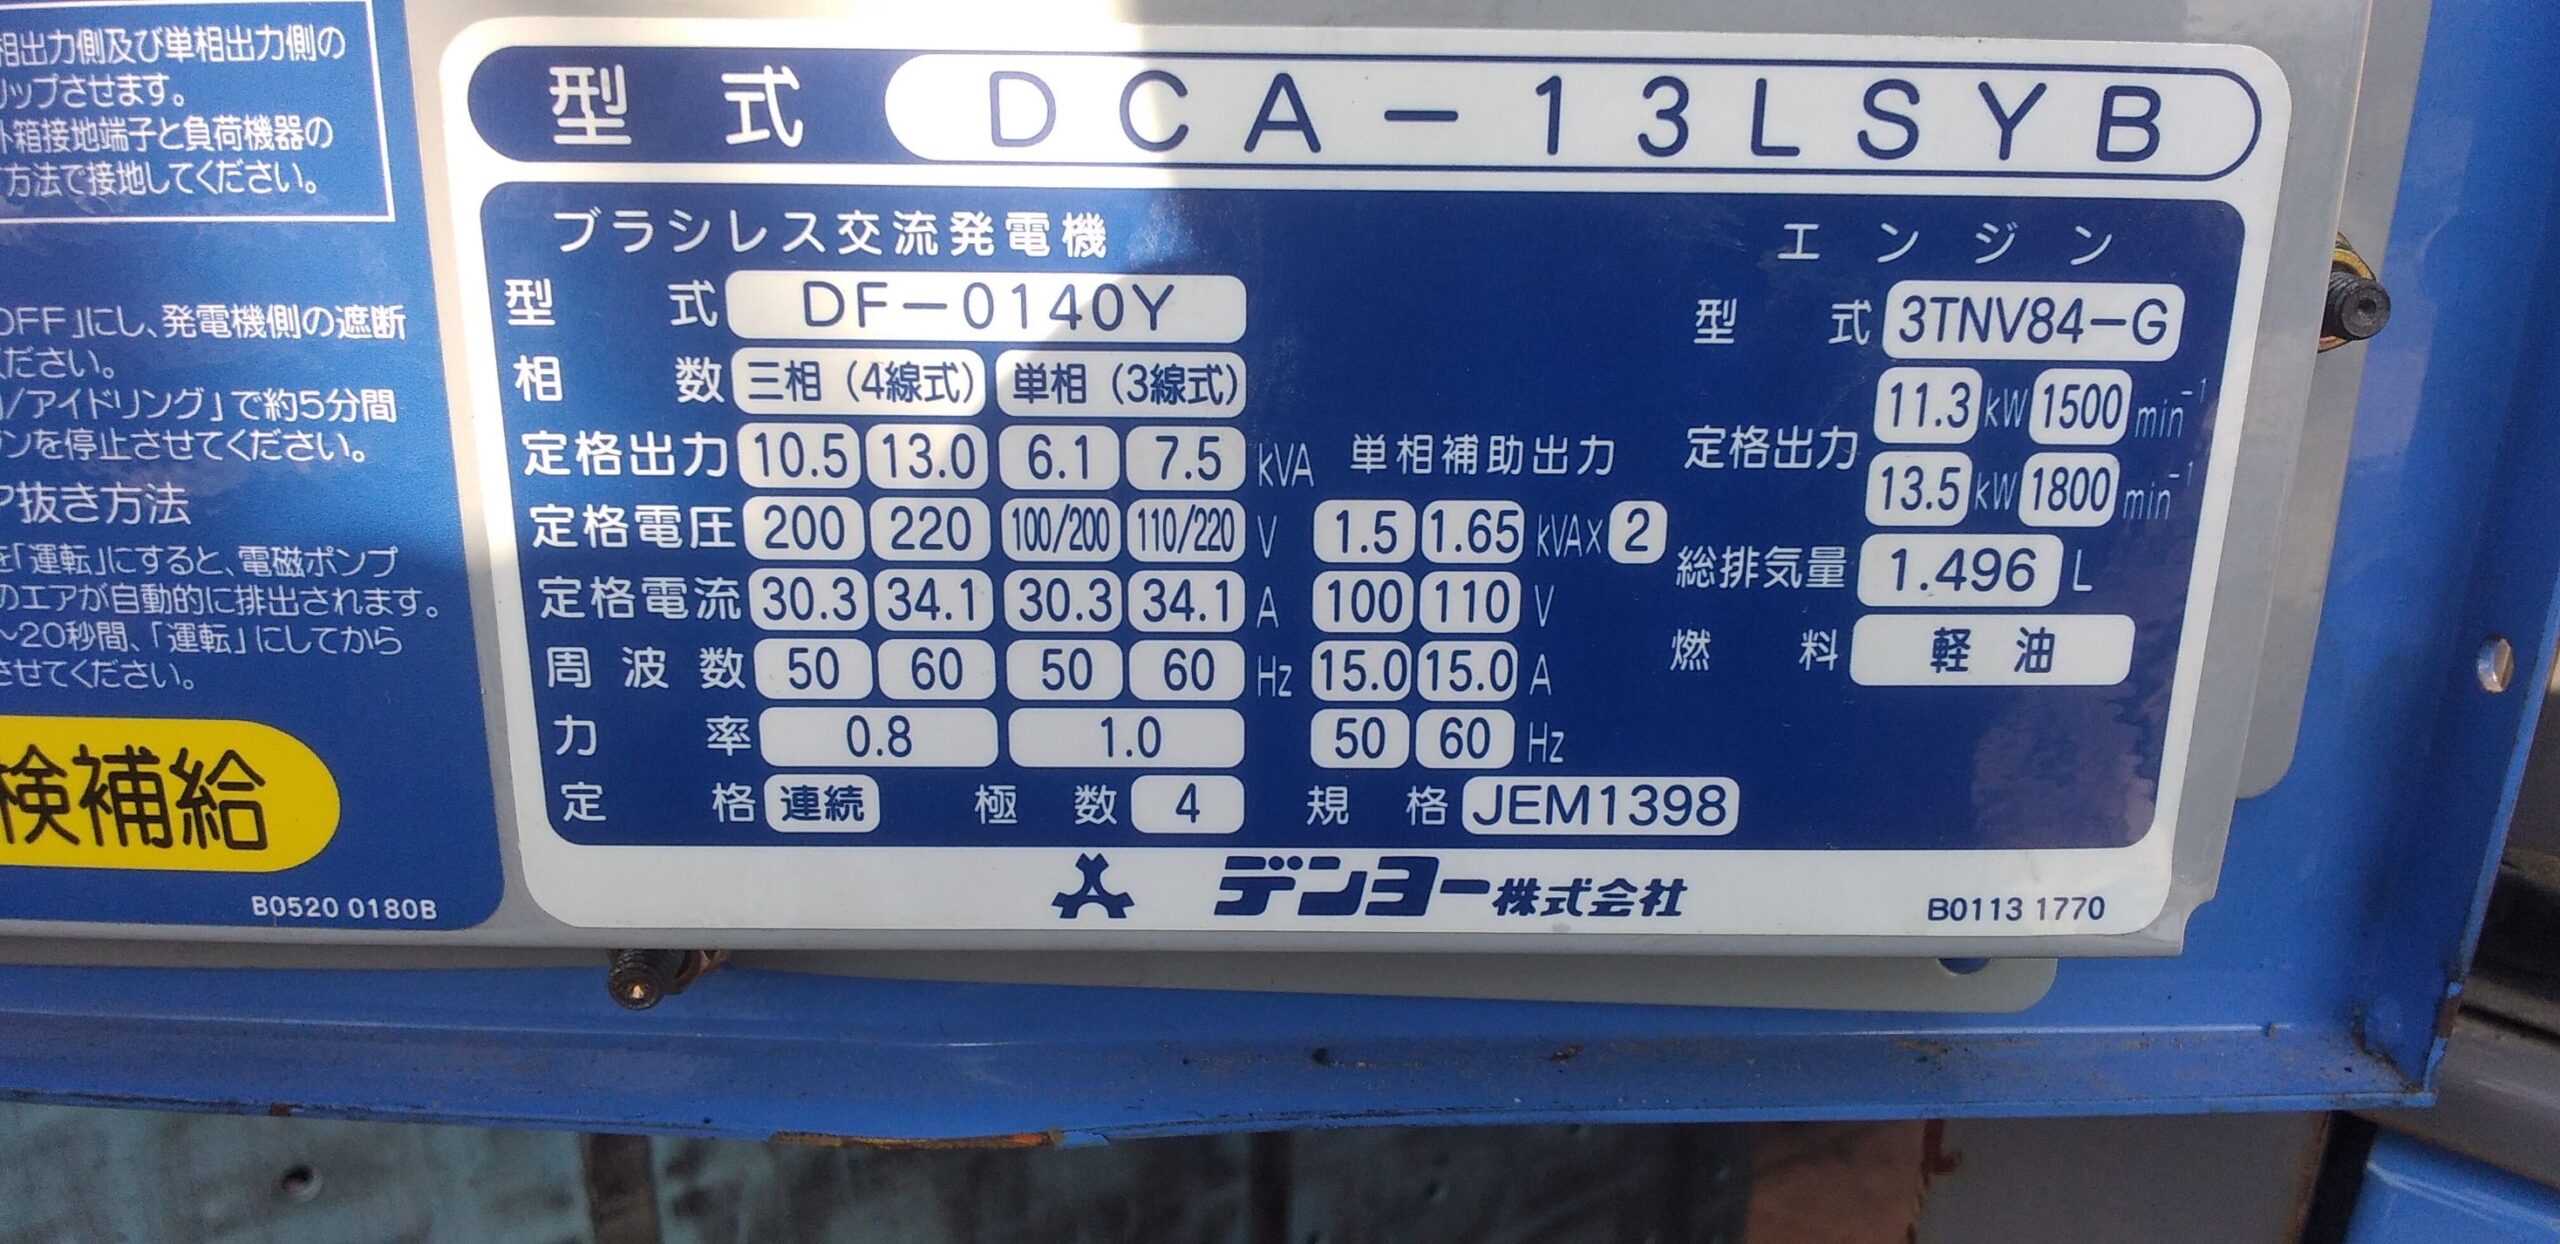 相出力側及び単相出力側の
リップさせます。
外箱接地端子と負荷機器の
方法で接地してください。
OFF」にし、発電機側の遮断
ください。
/アイドリング」で約5分間
ンを停止させてください。
ア抜き方法
を「運転」にすると、電磁ポンプ
のエアが自動的に排出されます。
~20秒間、「運転」にしてから
させてください。
検補給
B0520 0180B
型式 DCA-13LSYB
ブラシレス交流発電機
型式 DF-0140Y
相数 三相(4線式) 単相(3線式)
定格出力 10.5 13.0 6.1 7.5 kVA
定格電圧 200 220 100/200 110/220 V
定格電流 30.3 34.1 30.3 34.1 A
周波数 50 60 50 60 Hz
力率 0.8 1.0
定格 連続 極数 4 規格 JEM1398
単相補助出力
1.5 1.65 kVA×2
100 110 V
15.0 15.0 A
50 60 Hz
エンジン
型式 3TNV84-G
定格出力 11.3 kW 1500 min-1
13.5 kW 1800 min-1
総排気量 1.496 L
燃料 軽油
デンヨー株式会社
B0113 1770